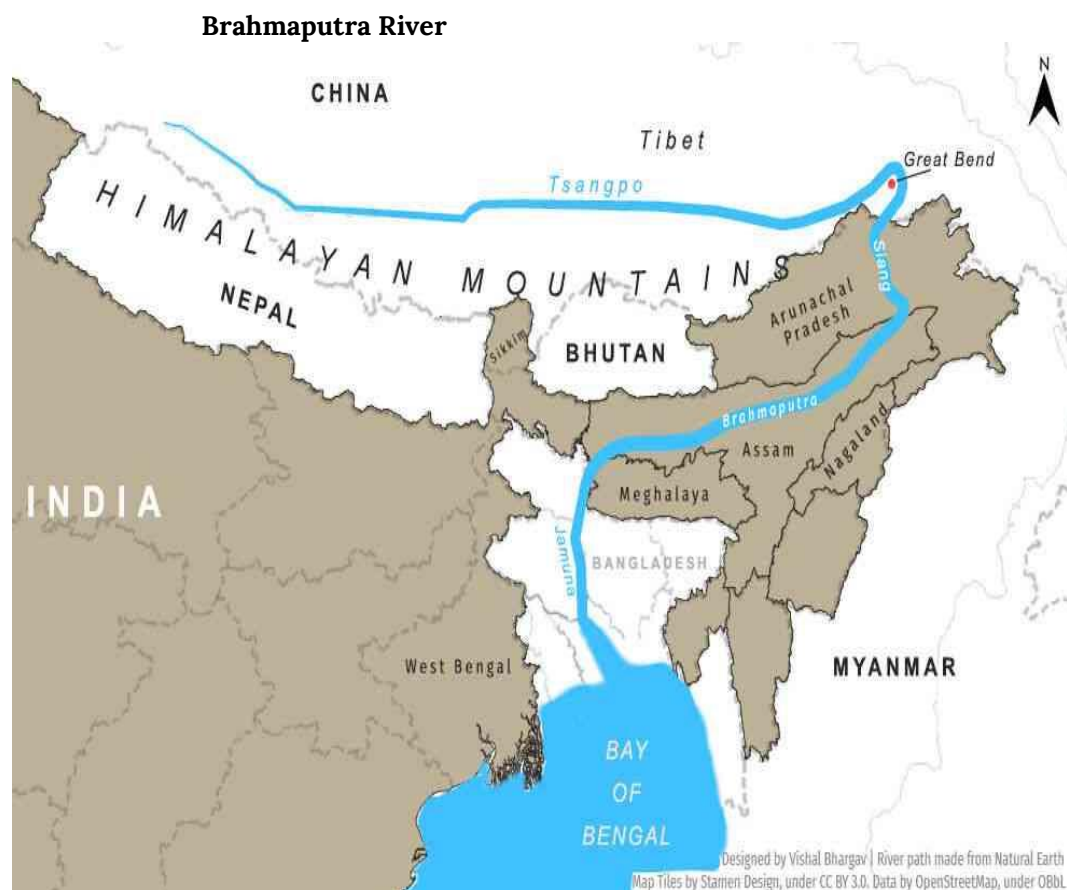 Brahmaputra River
N
CHINA
Tibet
Great Bend
Tsangpo
HIMALAYAN MOUNTAINS
Siang
NEPAL
Arunachal
Pradesh
Sikkim
BHUTAN
Brahmaputra
Nagaland
Assam
INDIA
Meghalaya
Jamuna
BANGLADESH
West Bengal
MYANMAR
BAY
OF
BENGAL
Designed by Vishal Bhargav | River path made from Natural Earth
Map Tiles by Stamen Design, under CC BY 3.0. Data by OpenStreetMap, under ODbL